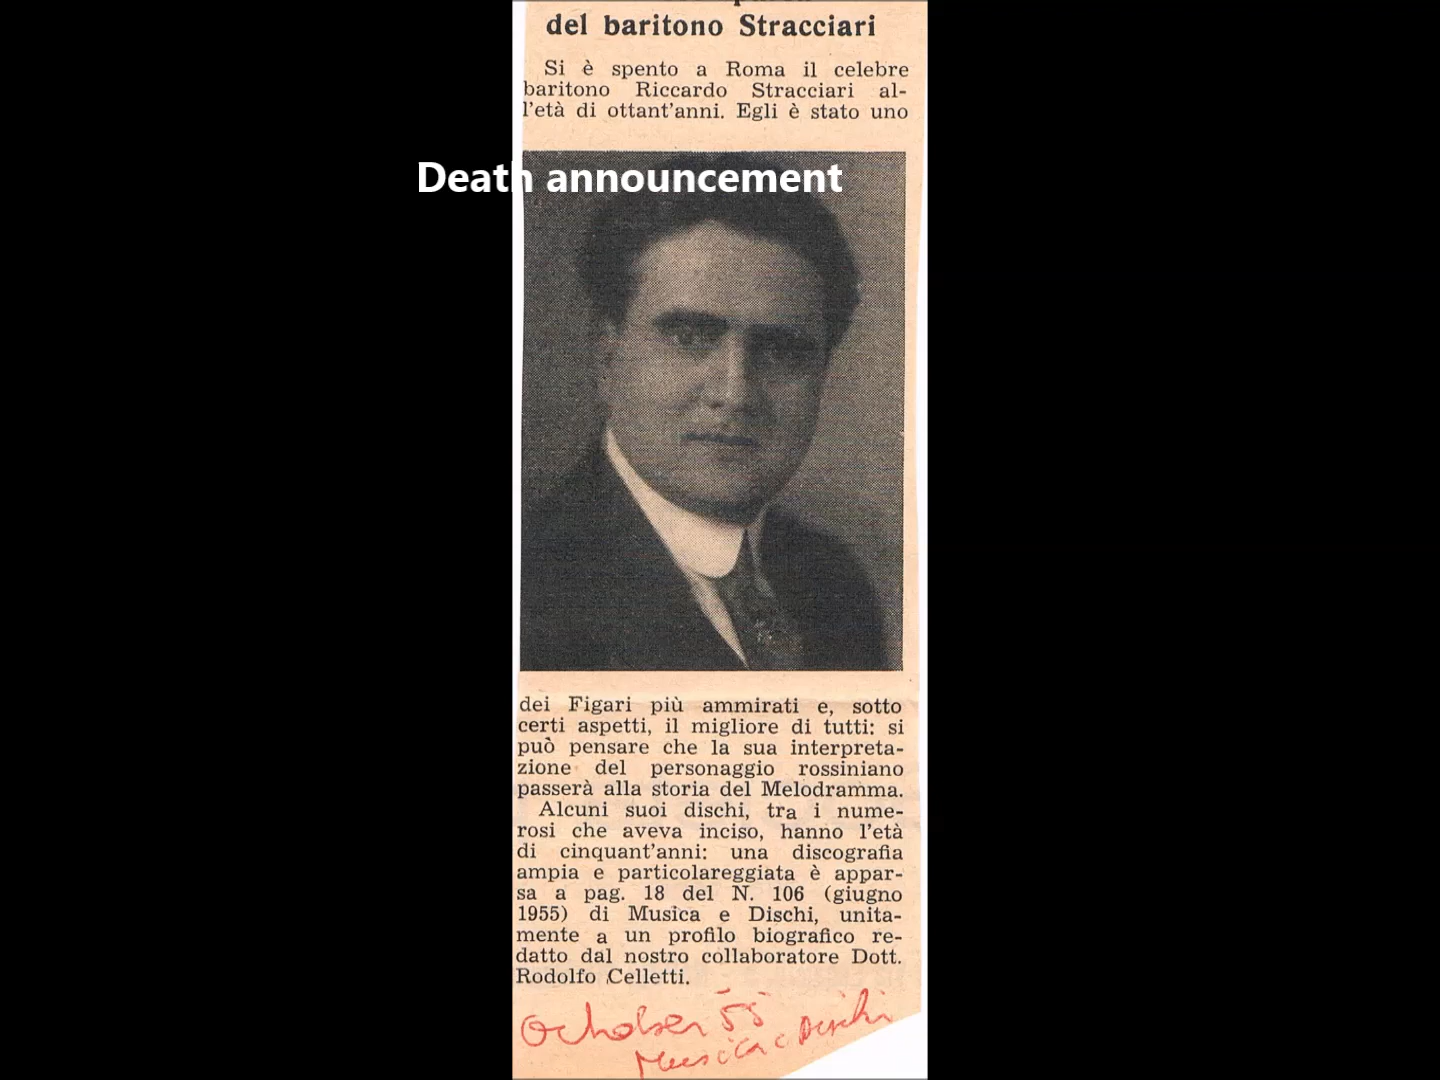 del baritono Stracciari
Si è spento a Roma il celebre
baritono Riccardo Stracciari al-
l'età di ottant'anni. Egli è stato uno
Death announcement
dei Figari più ammirati e, sotto
certi aspetti, il migliore di tutti: si
può pensare che la sua interpreta-
zione del personaggio rossiniano
passerà alla storia del Melodramma.
Alcuni suoi dischi, tra i nume-
rosi che aveva inciso, hanno l'età
di cinquant'anni: una discografia
ampia e particolareggiata è appar-
sa a pag. 18 del N. 106 (giugno
1955) di Musica e Dischi, unita-
mente a un profilo biografico re-
datto dal nostro collaboratore Dott.
Rodolfo Celletti.
October 55
Musica e Dischi